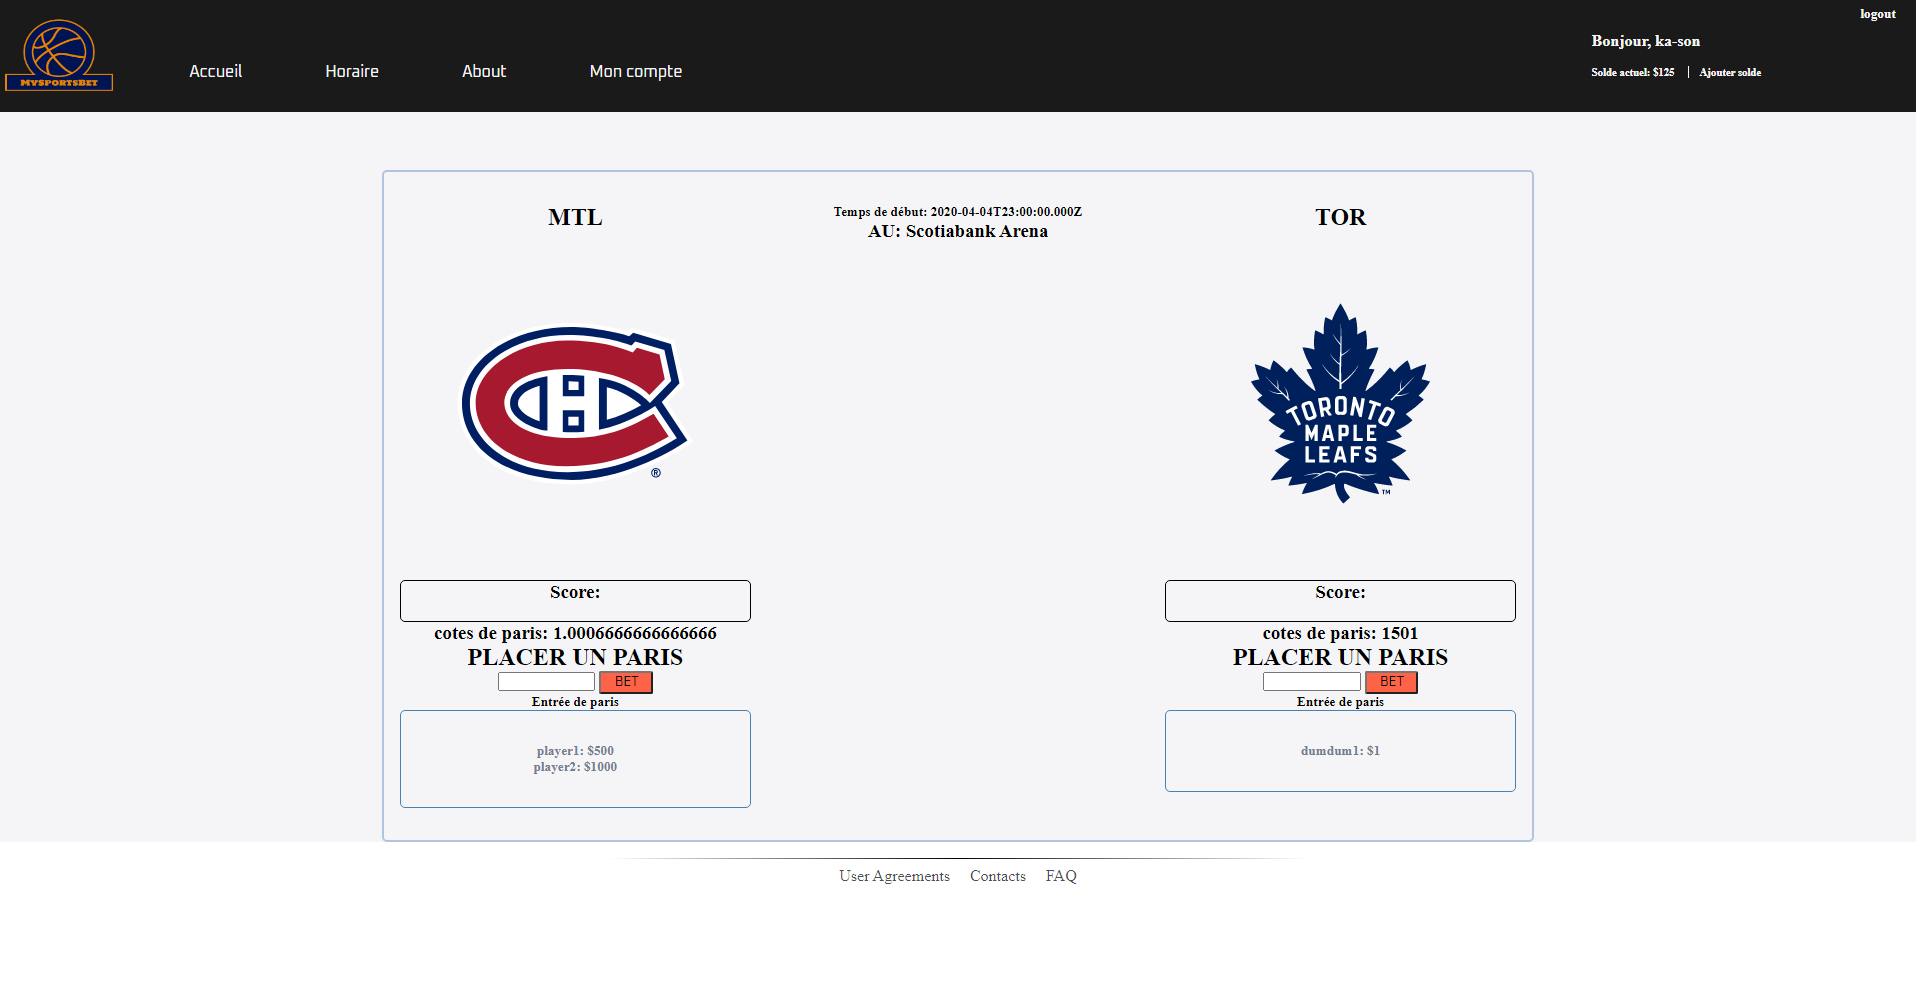 logout
MYSPORTSBET
Accueil
Horaire
About
Mon compte
Bonjour, ka-son
Solde actuel: $125 | Ajouter solde
MTL
Temps de début: 2020-04-04T23:00:00.000Z
AU: Scotiabank Arena
TOR
®
TORONTO
MAPLE
LEAFS
TM
Score:
cotes de paris: 1.0006666666666666
PLACER UN PARIS
BET
Entrée de paris
player1: $500
player2: $1000
Score:
cotes de paris: 1501
PLACER UN PARIS
BET
Entrée de paris
dumdum1: $1
User Agreements
Contacts
FAQ